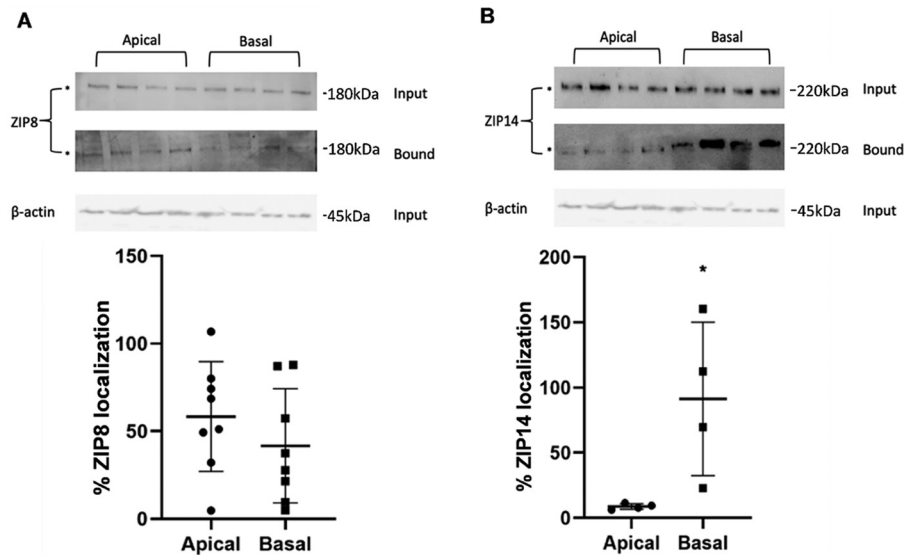 A
Apical Basal
* -180kDa Input
ZIP8
* -180kDa Bound
β-actin -45kDa Input
150
100
50
0
% ZIP8 localization
Apical Basal
B
Apical Basal
* -220kDa Input
ZIP14
* -220kDa Bound
β-actin -45kDa Input
200
150
100
50
0
% ZIP14 localization
*
Apical Basal